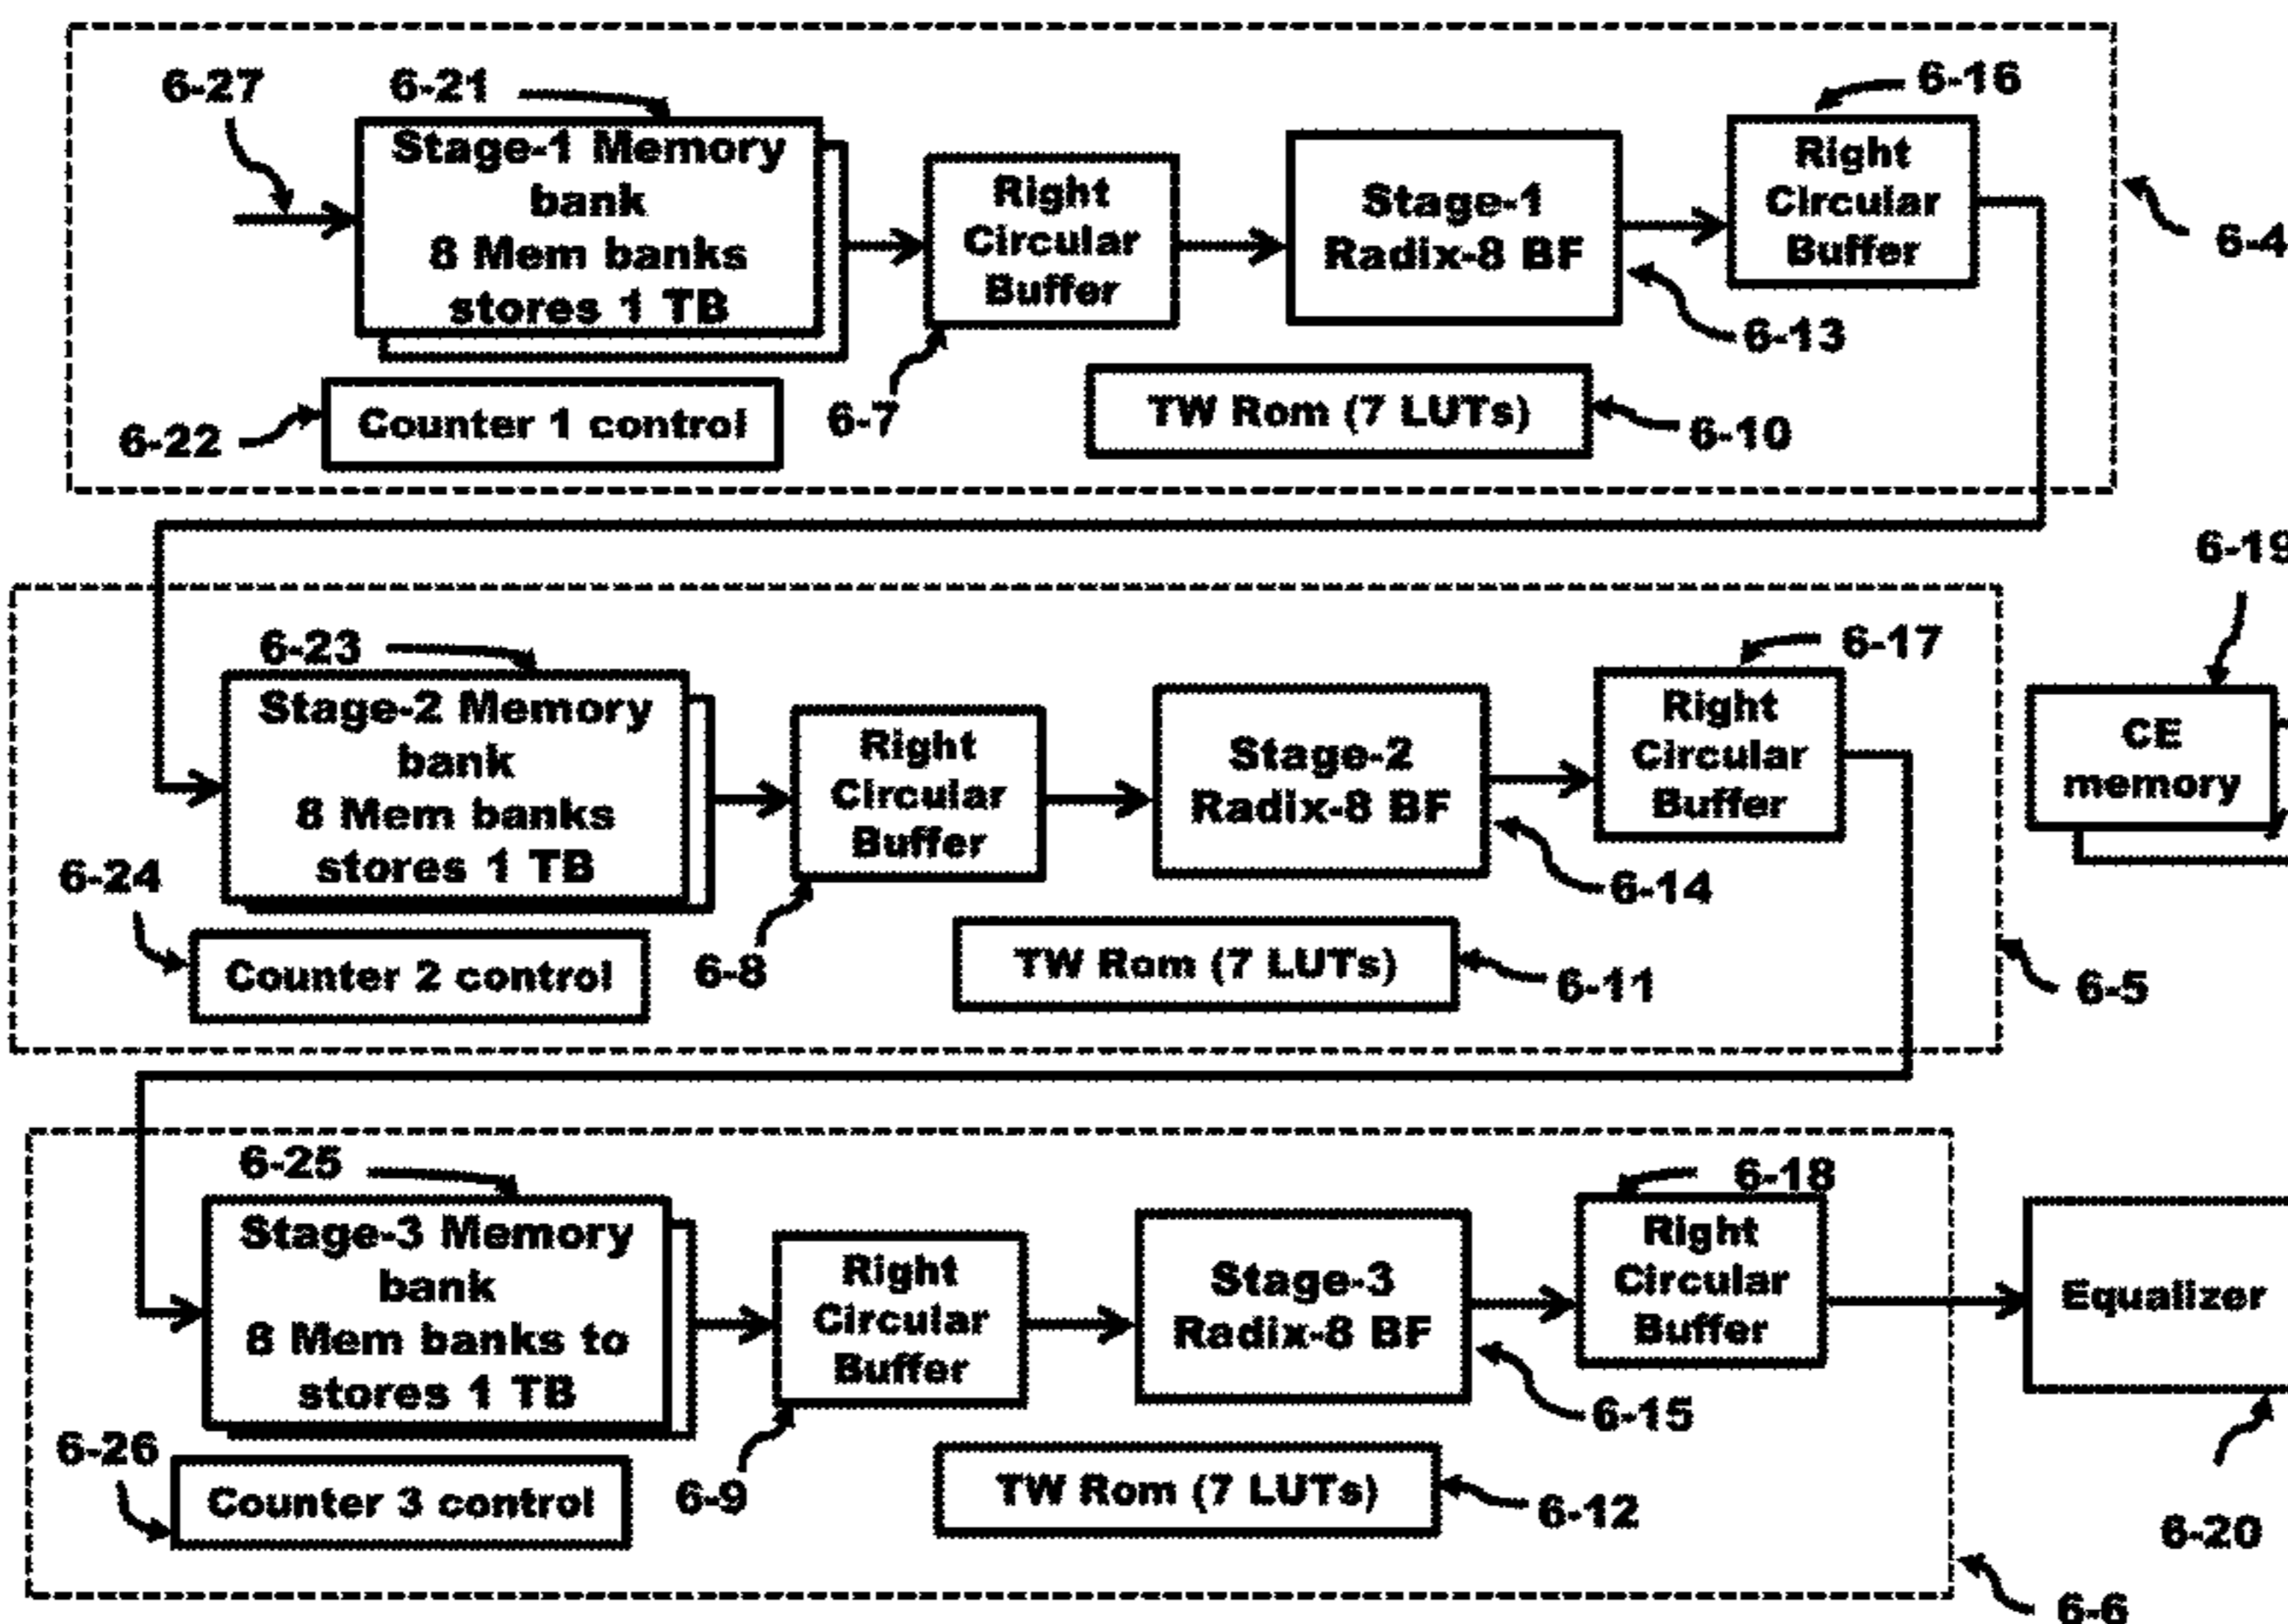 6-27
6-21
6-16
Stage-1 Memory
bank
8 Mem banks
stores 1 TB
Right
Circular
Buffer
Stage-1
Radix-8 BF
Right
Circular
Buffer
6-4
6-13
6-22
Counter 1 control
6-7
TW Rom (7 LUTs)
6-10
6-19
6-23
6-17
Stage-2 Memory
bank
8 Mem banks
stores 1 TB
Right
Circular
Buffer
Stage-2
Radix-8 BF
Right
Circular
Buffer
CE
memory
6-24
6-14
Counter 2 control
6-8
TW Rom (7 LUTs)
6-11
6-5
6-25
6-18
Stage-3 Memory
bank
8 Mem banks to
stores 1 TB
Right
Circular
Buffer
Stage-3
Radix-8 BF
Right
Circular
Buffer
Equalizer
6-15
6-26
Counter 3 control
6-9
TW Rom (7 LUTs)
6-12
6-20
6-6